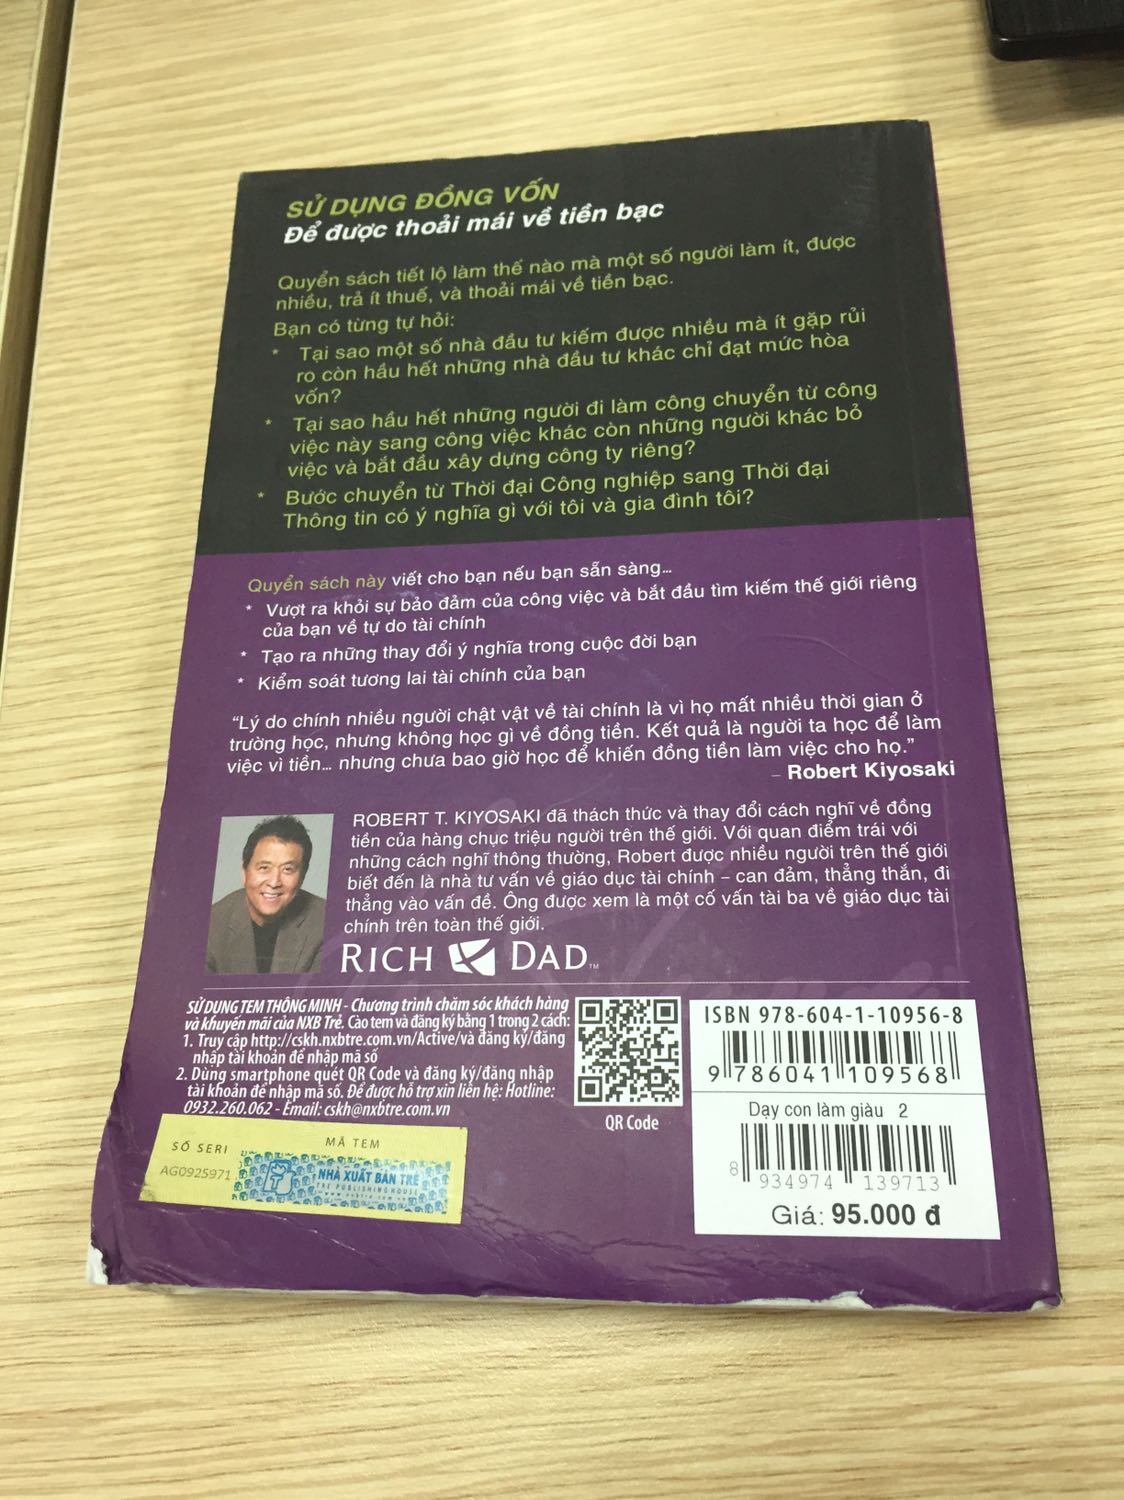 SỬ DỤNG ĐỒNG VỐN
Để được thoải mái về tiền bạc
Quyển sách tiết lộ làm thế nào mà một số người làm ít, được
nhiều, trả ít thuế, và thoải mái về tiền bạc.
Bạn có từng tự hỏi:
* Tại sao một số nhà đầu tư kiếm được nhiều mà ít gặp rủi
ro còn hầu hết những nhà đầu tư khác chỉ đạt mức hòa
vốn?
* Tại sao hầu hết những người đi làm công chuyển từ công
việc này sang công việc khác còn những người khác bỏ
việc và bắt đầu xây dựng công ty riêng?
* Bước chuyển từ Thời đại Công nghiệp sang Thời đại
Thông tin có ý nghĩa gì với tôi và gia đình tôi?
Quyển sách này viết cho bạn nếu bạn sẵn sàng...
* Vượt ra khỏi sự bảo đảm của công việc và bắt đầu tìm kiếm thế giới riêng
của bạn về tự do tài chính
* Tạo ra những thay đổi ý nghĩa trong cuộc đời bạn
* Kiểm soát tương lai tài chính của bạn
“Lý do chính nhiều người chật vật về tài chính là vì họ mất nhiều thời gian ở
trường học, nhưng không học gì về đồng tiền. Kết quả là người ta học để làm
việc vì tiền... nhưng chưa bao giờ học để khiến đồng tiền làm việc cho họ.”
– Robert Kiyosaki
ROBERT T. KIYOSAKI đã thách thức và thay đổi cách nghĩ về đồng
tiền của hàng chục triệu người trên thế giới. Với quan điểm trái với
những cách nghĩ thông thường, Robert được nhiều người trên thế giới
biết đến là nhà tư vấn về giáo dục tài chính – can đảm, thẳng thắn, đi
thẳng vào vấn đề. Ông được xem là một cố vấn tài ba về giáo dục tài
chính trên toàn thế giới.
RICH DAD™
SỬ DỤNG TEM THÔNG MINH - Chương trình chăm sóc khách hàng
và khuyến mãi của NXB Trẻ. Cào tem và đăng ký bằng 1 trong 2 cách:
1. Truy cập http://cskh.nxbtre.com.vn/Active/và đăng ký/đăng
nhập tài khoản để nhập mã số
2. Dùng smartphone quét QR Code và đăng ký/đăng nhập
tài khoản để nhập mã số. Để được hỗ trợ xin liên hệ: Hotline:
0932.260.062 - Email: cskh@nxbtre.com.vn
QR Code
ISBN 978-604-1-10956-8
9 786041 109568
Dạy con làm giàu 2
8 934974 139713
Giá: 95.000 đ
SỐ SERI
MÃ TEM
AG0925971
NHÀ XUẤT BẢN TRẺ
TRE PUBLISHING HOUSE
www.nxbtre.com.vn